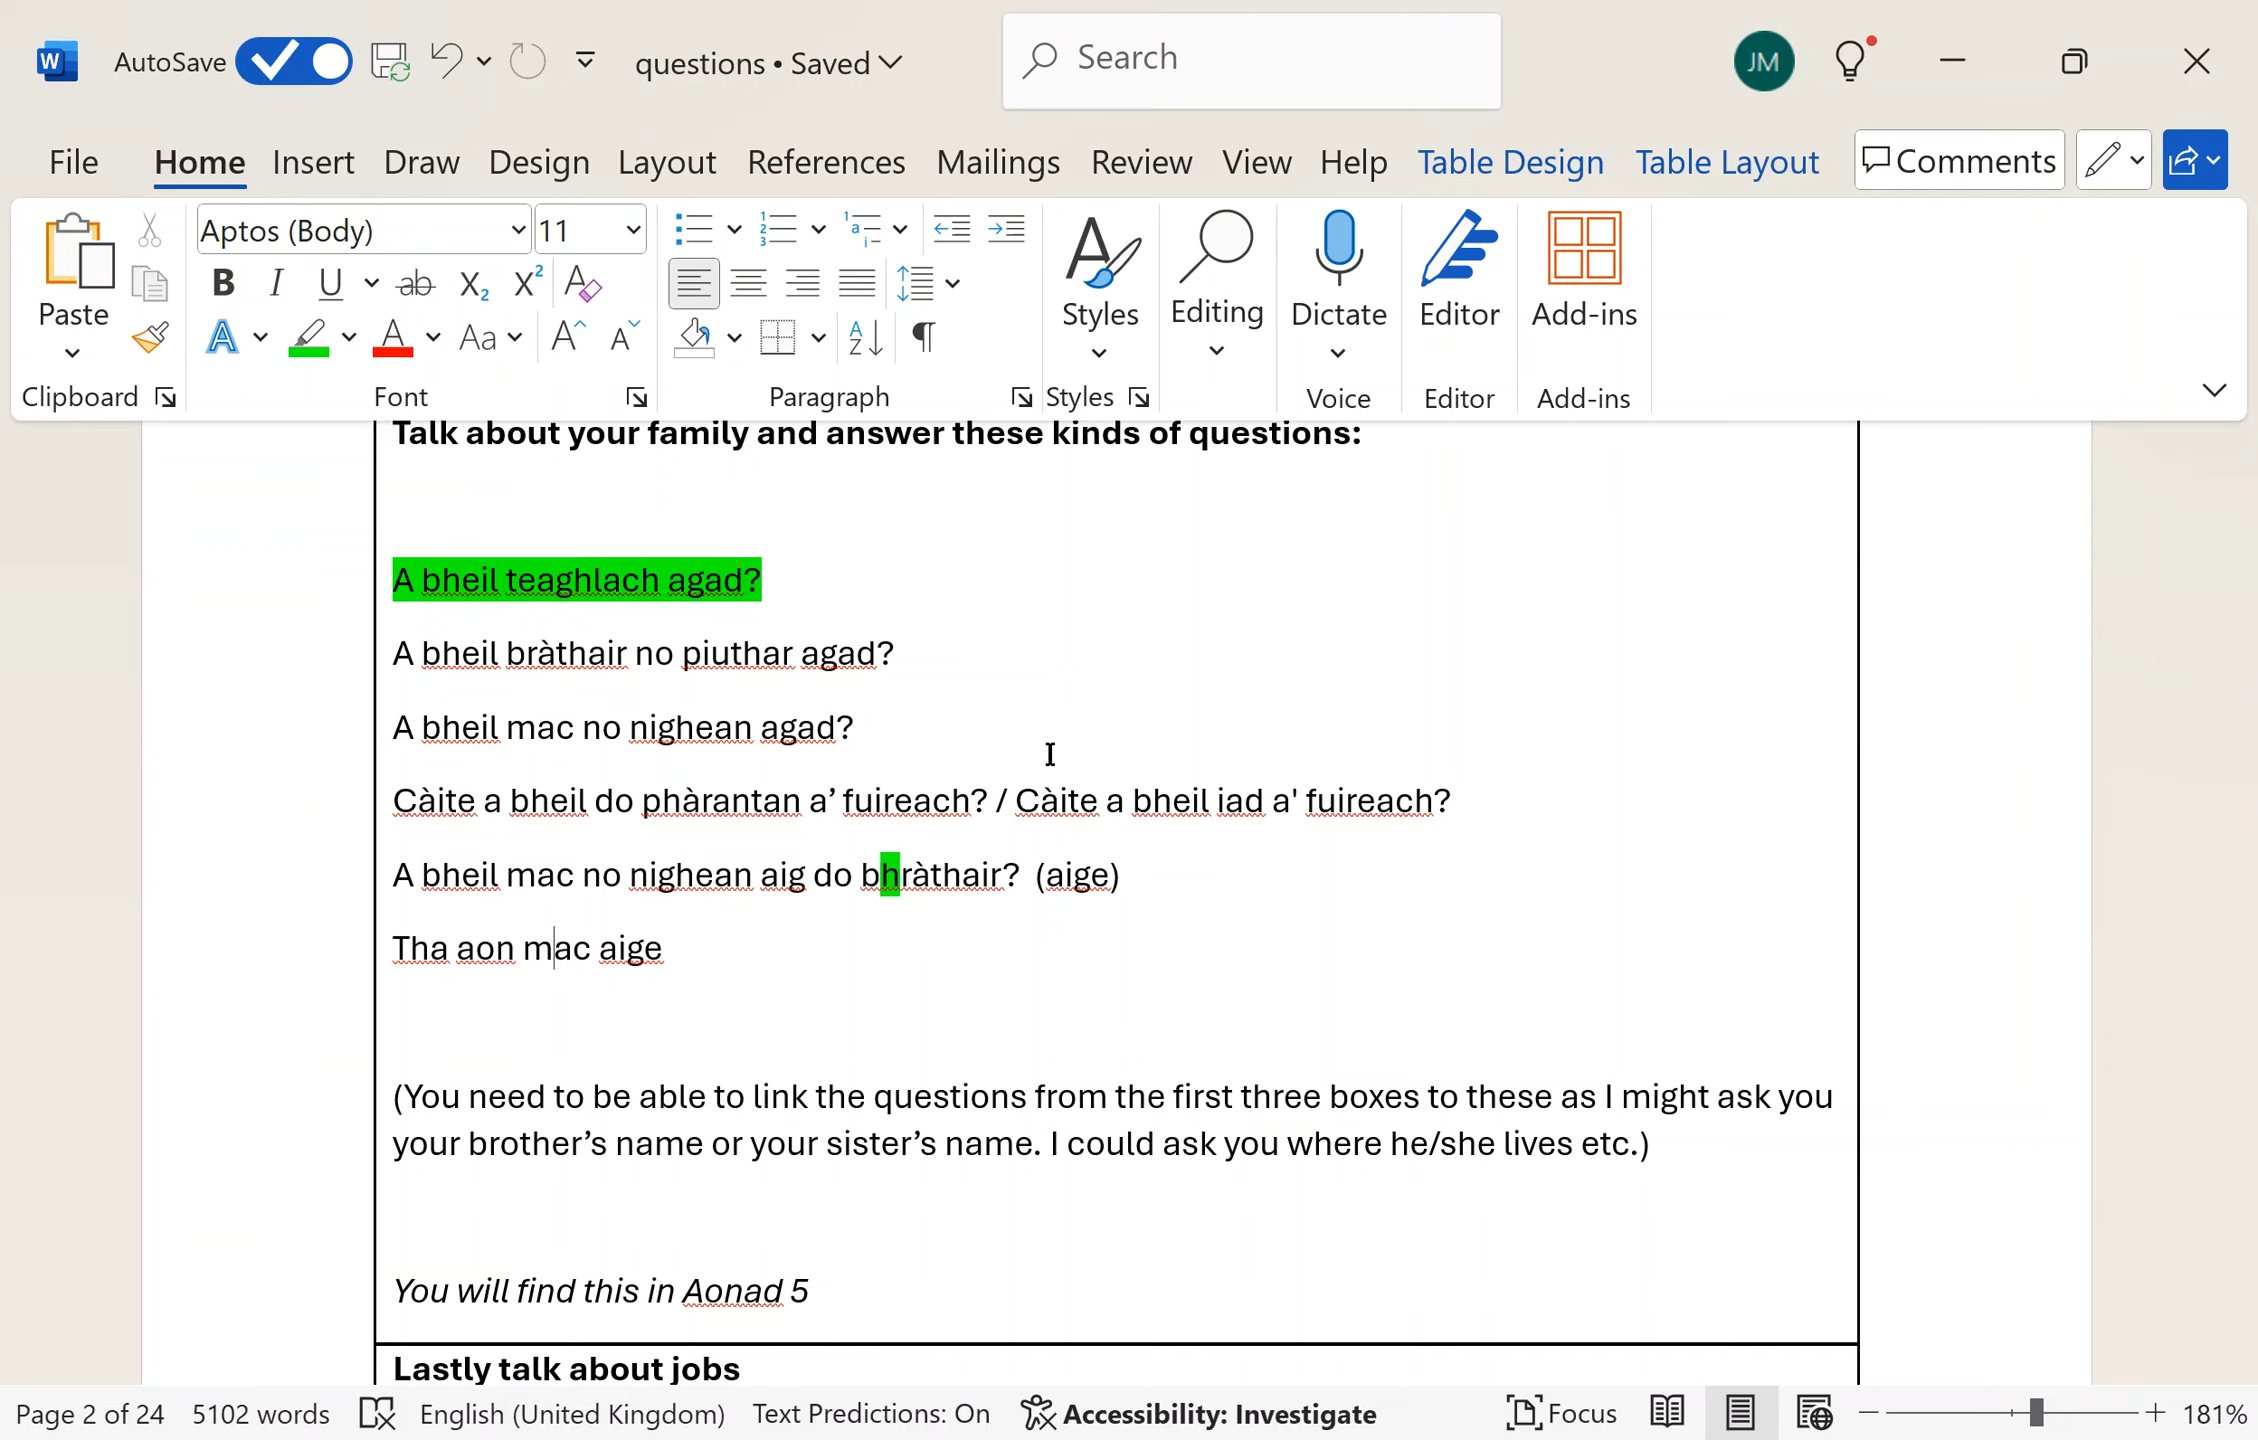 W AutoSave questions • Saved Search JM
File Home Insert Draw Design Layout References Mailings Review View Help Table Design Table Layout Comments
Paste Aptos (Body) 11 Styles Editing Dictate Editor Add-ins
Clipboard Font Paragraph Styles Voice Editor Add-ins
Talk about your family and answer these kinds of questions:
A bheil teaghlach agad?
A bheil bràthair no piuthar agad?
A bheil mac no nighean agad?
Càite a bheil do phàrantan a’ fuireach? / Càite a bheil iad a' fuireach?
A bheil mac no nighean aig do bhràthair? (aige)
Tha aon mac aige
(You need to be able to link the questions from the first three boxes to these as I might ask you
your brother’s name or your sister’s name. I could ask you where he/she lives etc.)
You will find this in Aonad 5
Lastly talk about jobs
Page 2 of 24 5102 words English (United Kingdom) Text Predictions: On Accessibility: Investigate Focus 181%